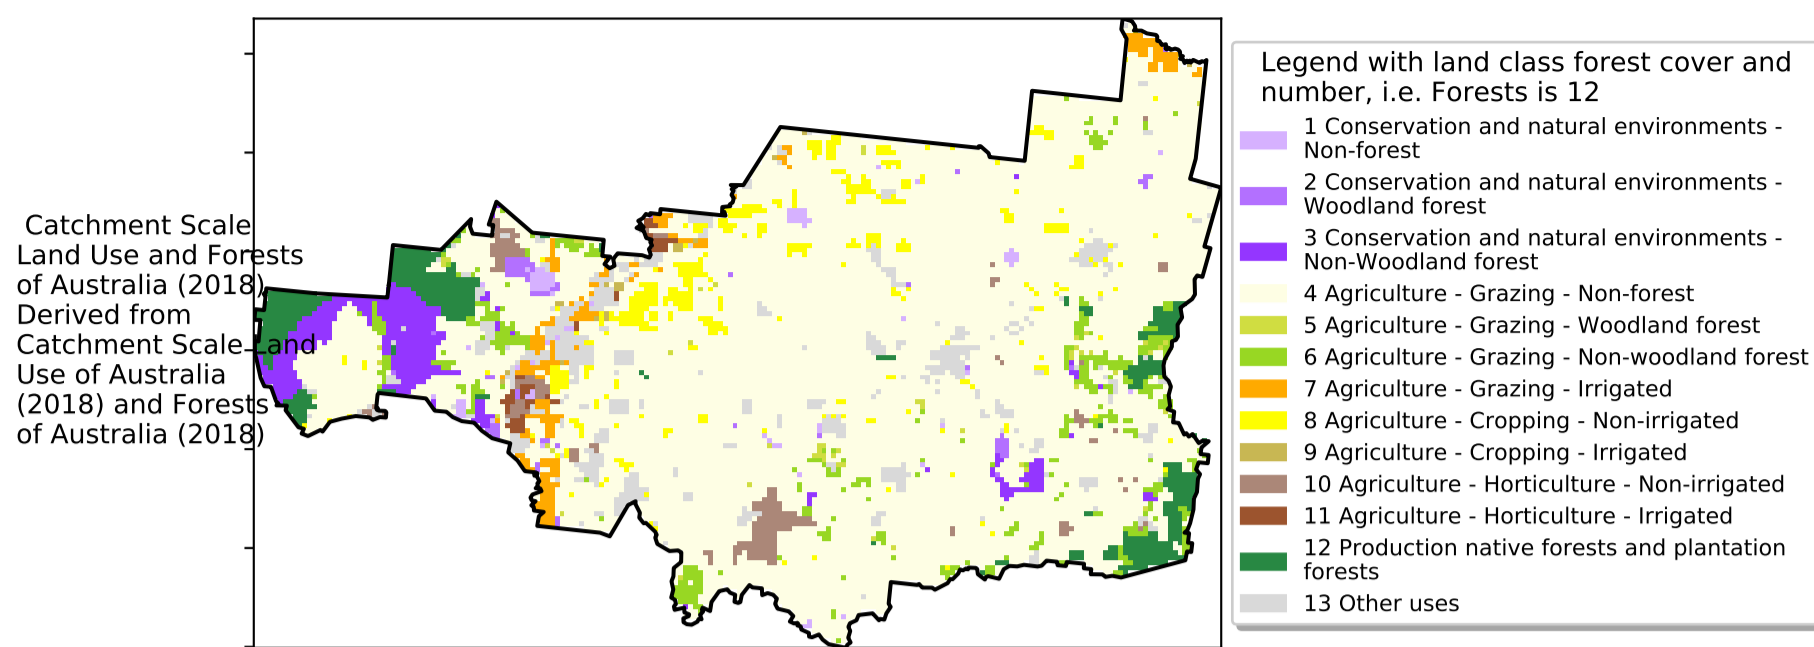 Catchment Scale
Land Use and Forests
of Australia (2018)
Derived from
Catchment Scale Land
Use of Australia
(2018) and Forests
of Australia (2018)
Legend with land class forest cover and
number, i.e. Forests is 12
1 Conservation and natural environments -
Non-forest
2 Conservation and natural environments -
Woodland forest
3 Conservation and natural environments -
Non-Woodland forest
4 Agriculture - Grazing - Non-forest
5 Agriculture - Grazing - Woodland forest
6 Agriculture - Grazing - Non-woodland forest
7 Agriculture - Grazing - Irrigated
8 Agriculture - Cropping - Non-irrigated
9 Agriculture - Cropping - Irrigated
10 Agriculture - Horticulture - Non-irrigated
11 Agriculture - Horticulture - Irrigated
12 Production native forests and plantation
forests
13 Other uses